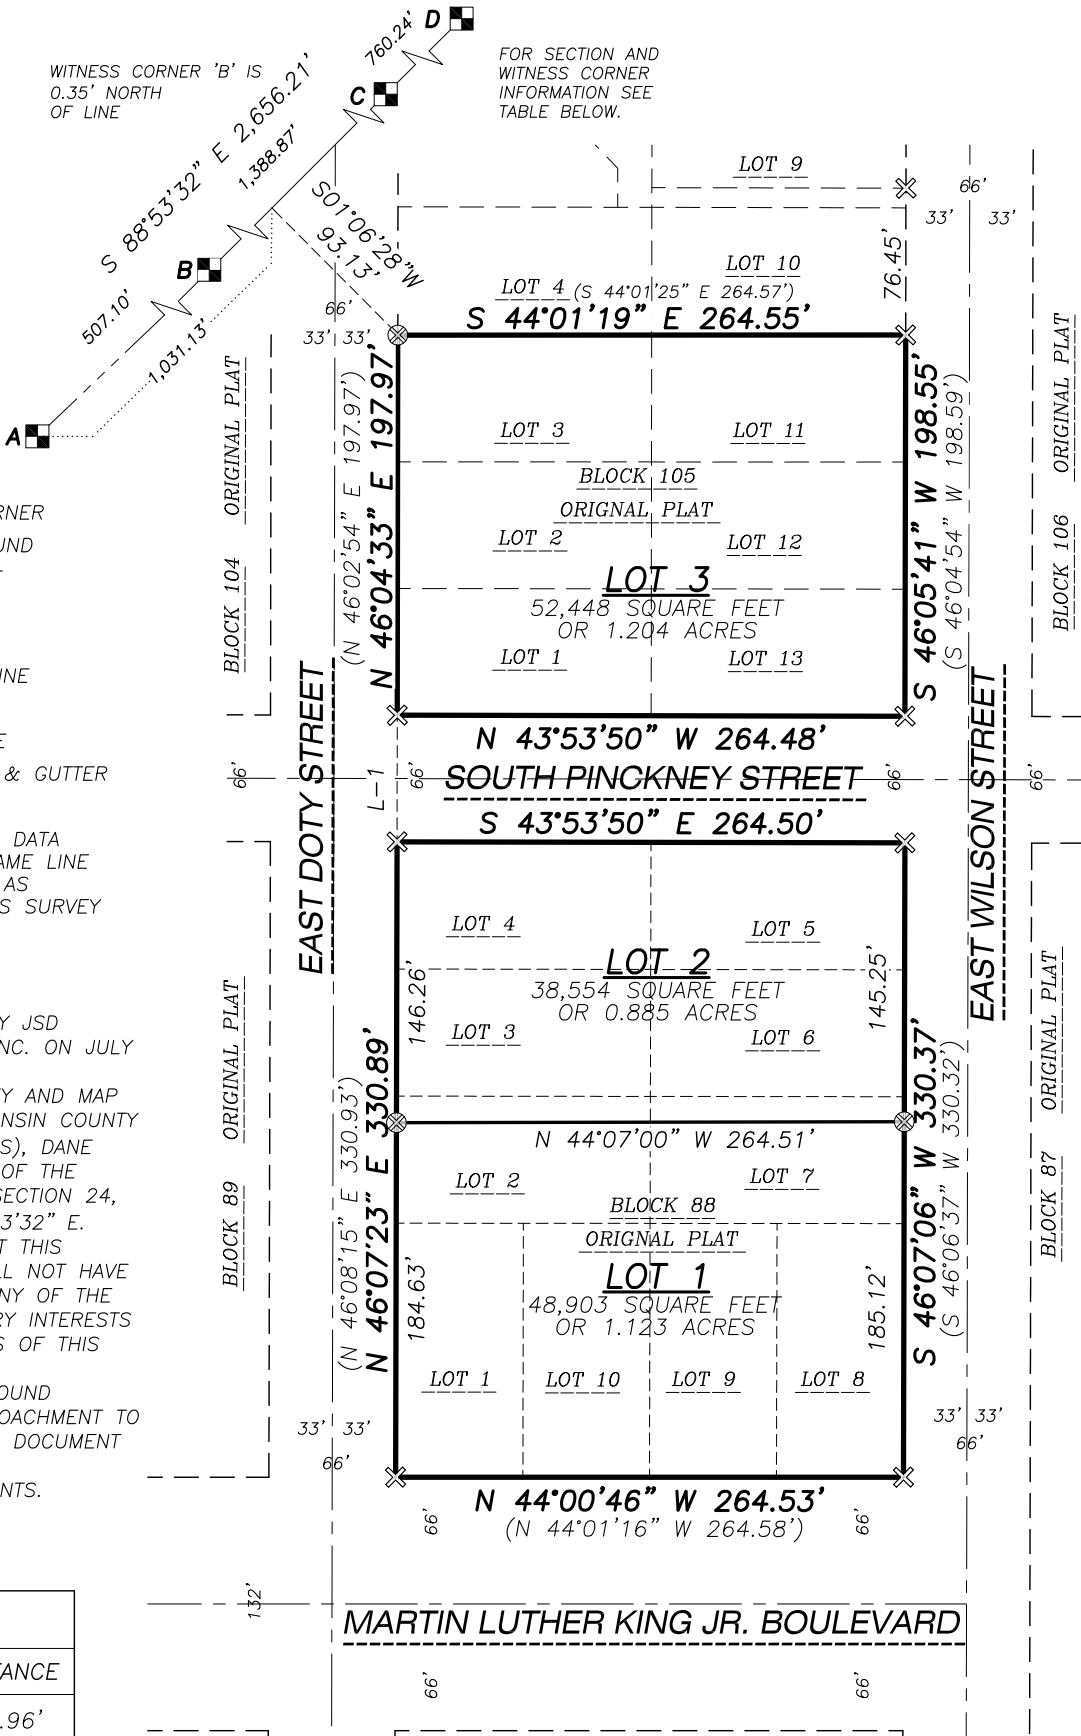 D
760.24'
C
WITNESS CORNER 'B' IS
0.35' NORTH
OF LINE
FOR SECTION AND
WITNESS CORNER
INFORMATION SEE
TABLE BELOW.
S 88°53'32" E 2,656.21'
1,388.87'
B
507.10'
1,031.13'
A
S01°06'28"W
93.13'
LOT 9
66'
33' 33'
76.45'
LOT 10
LOT 4 (S 44°01'25" E 264.57')
S 44°01'19" E 264.55'
66'
33' 33'
ORIGINAL PLAT
BLOCK 104
(N 46°02'54" E 197.97')
N 46°04'33" E 197.97'
S 46°05'41" W 198.55'
(S 46°04'54" W 198.59')
ORIGINAL PLAT
BLOCK 106
LOT 3
LOT 11
BLOCK 105
ORIGNAL PLAT
LOT 2
LOT 12
LOT 3
52,448 SQUARE FEET
OR 1.204 ACRES
LOT 1
LOT 13
N 43°53'50" W 264.48'
66'
66'
SOUTH PINCKNEY STREET
66'
66'
L-1
S 43°53'50" E 264.50'
EAST DOTY STREET
EAST WILSON STREET
LOT 4
LOT 5
LOT 2
38,554 SQUARE FEET
OR 0.885 ACRES
LOT 3
LOT 6
146.26'
145.25'
N 44°07'00" W 264.51'
ORIGINAL PLAT
BLOCK 89
(N 46°08'15" E 330.93')
N 46°07'23" E 330.89'
S 46°07'06" W 330.37'
(S 46°06'37" W 330.32')
ORIGINAL PLAT
BLOCK 87
LOT 2
LOT 7
BLOCK 88
ORIGNAL PLAT
LOT 1
48,903 SQUARE FEET
OR 1.123 ACRES
184.63'
185.12'
LOT 1
LOT 10
LOT 9
LOT 8
33' 33'
66'
33' 33'
66'
N 44°00'46" W 264.53'
(N 44°01'16" W 264.58')
66'
66'
132'
MARTIN LUTHER KING JR. BOULEVARD
66'
66'
RNER
UND
INE
E
& GUTTER
DATA
AME LINE
AS
S SURVEY
Y JSD
NC. ON JULY
Y AND MAP
NSIN COUNTY
S), DANE
OF THE
SECTION 24,
3'32" E.
T THIS
LL NOT HAVE
NY OF THE
RY INTERESTS
S OF THIS
OUND
OACHMENT TO
DOCUMENT
NTS.
TANCE
.96'